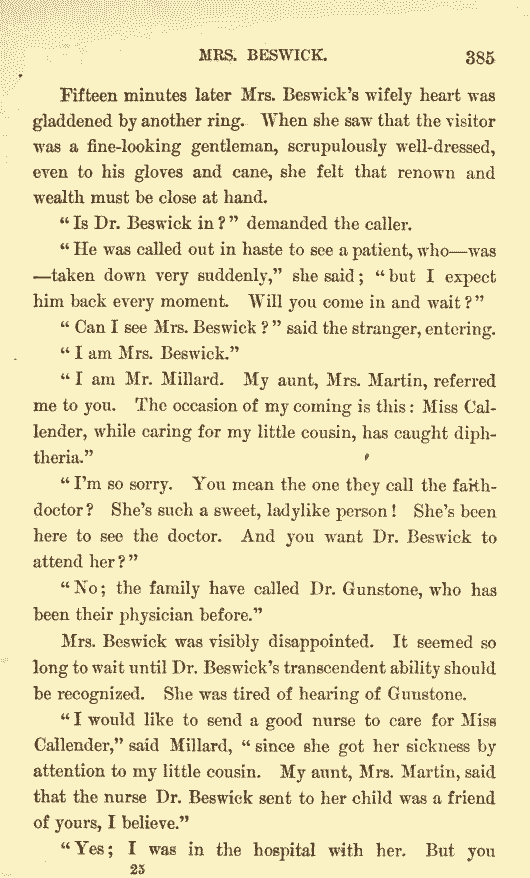 MRS. BESWICK. 385
Fifteen minutes later Mrs. Beswick's wifely heart was
gladdened by another ring. When she saw that the visitor
was a fine-looking gentleman, scrupulously well-dressed,
even to his gloves and cane, she felt that renown and
wealth must be close at hand.
"Is Dr. Beswick in?" demanded the caller.
"He was called out in haste to see a patient, who—was
—taken down very suddenly," she said; "but I expect
him back every moment. Will you come in and wait?"
"Can I see Mrs. Beswick?" said the stranger, entering.
"I am Mrs. Beswick."
"I am Mr. Millard. My aunt, Mrs. Martin, referred
me to you. The occasion of my coming is this: Miss Cal-
lender, while caring for my little cousin, has caught diph-
theria."
"I'm so sorry. You mean the one they call the faith-
doctor? She's such a sweet, ladylike person! She's been
here to see the doctor. And you want Dr. Beswick to
attend her?"
"No; the family have called Dr. Gunstone, who has
been their physician before."
Mrs. Beswick was visibly disappointed. It seemed so
long to wait until Dr. Beswick's transcendent ability should
be recognized. She was tired of hearing of Gunstone.
"I would like to send a good nurse to care for Miss
Callender," said Millard, "since she got her sickness by
attention to my little cousin. My aunt, Mrs. Martin, said
that the nurse Dr. Beswick sent to her child was a friend
of yours, I believe."
"Yes; I was in the hospital with her. But you
25